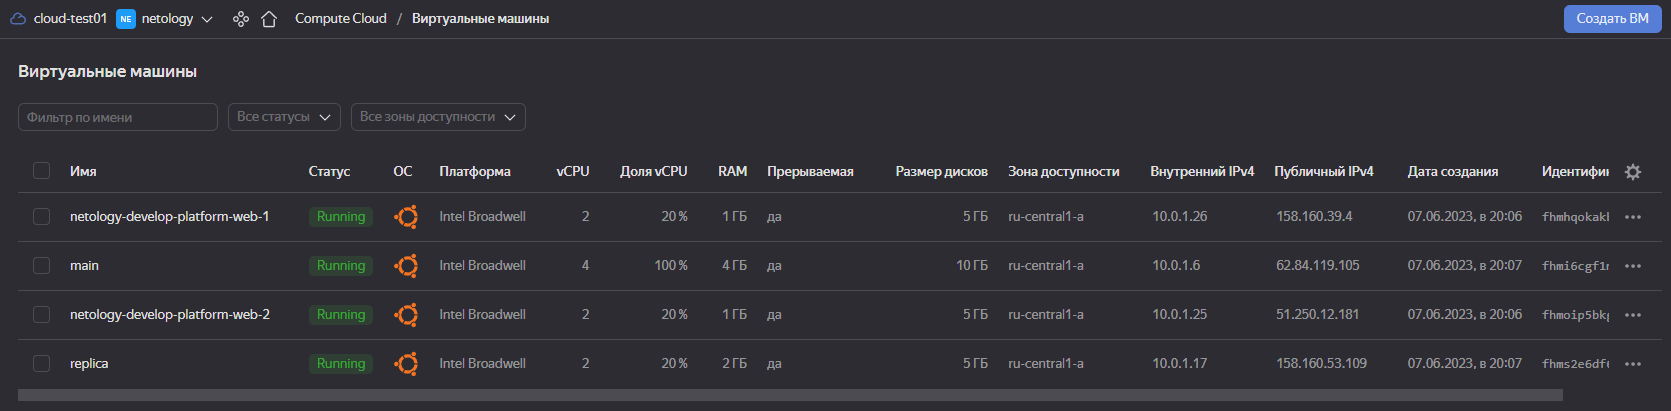 cloud-test01 NE netology Compute Cloud / Виртуальные машины Создать ВМ
Виртуальные машины
Фильтр по имени Все статусы Все зоны доступности
Имя Статус ОС Платформа vCPU Доля vCPU RAM Прерываемая Размер дисков Зона доступности Внутренний IPv4 Публичный IPv4 Дата создания Идентифи
netology-develop-platform-web-1 Running Intel Broadwell 2 20 % 1 ГБ да 5 ГБ ru-central1-a 10.0.1.26 158.160.39.4 07.06.2023, в 20:06 fhmhqokak
main Running Intel Broadwell 4 100 % 4 ГБ да 10 ГБ ru-central1-a 10.0.1.6 62.84.119.105 07.06.2023, в 20:07 fhmi6cgf1
netology-develop-platform-web-2 Running Intel Broadwell 2 20 % 1 ГБ да 5 ГБ ru-central1-a 10.0.1.25 51.250.12.181 07.06.2023, в 20:06 fhmoip5bk
replica Running Intel Broadwell 2 20 % 2 ГБ да 5 ГБ ru-central1-a 10.0.1.17 158.160.53.109 07.06.2023, в 20:07 fhms2e6df